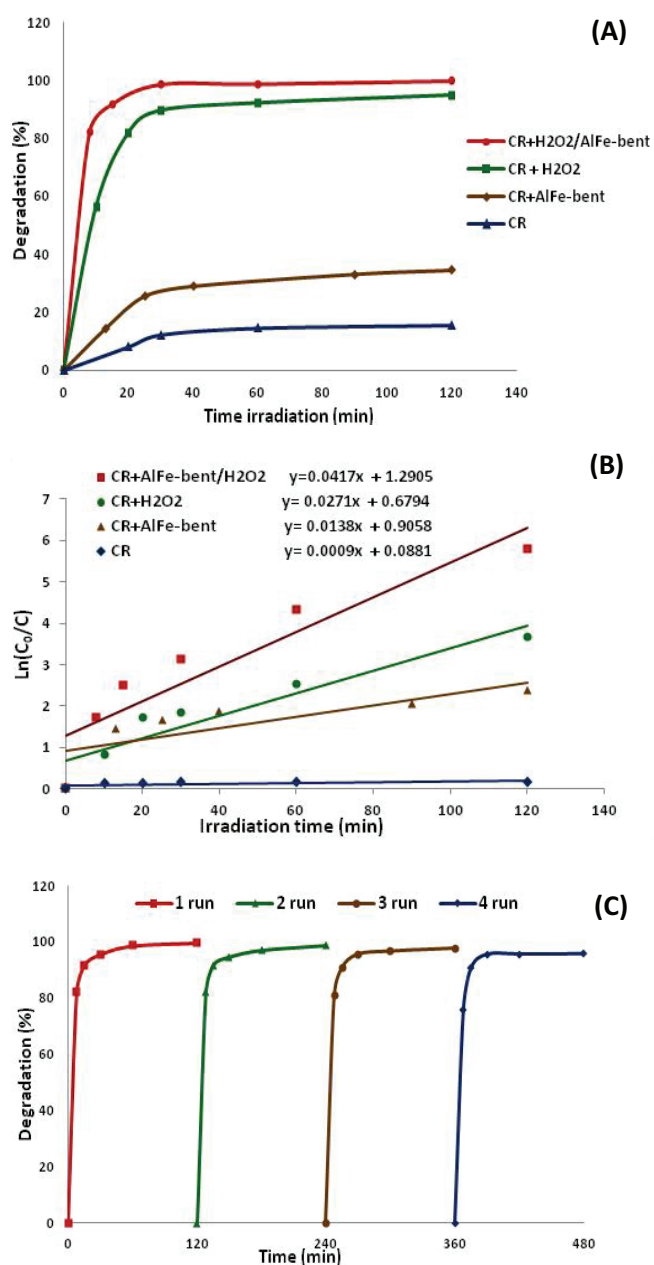 (A)
120
100
80
60
40
20
0
Degradation (%)
CR+H2O2/AlFe-bent
CR + H2O2
CR+AlFe-bent
CR
0 20 40 60 80 100 120 140
Time irradiation (min)
(B)
CR+AlFe-bent/H2O2 y=0.0417x + 1.2905
CR+H2O2 y= 0.0271x + 0.6794
CR+AlFe-bent y= 0.0138x + 0.9058
CR y= 0.0009x + 0.0881
7
6
5
4
3
2
1
0
Ln(C₀/C)
0 20 40 60 80 100 120 140
Irradiation time (min)
(C)
1 run 2 run 3 run 4 run
120
100
80
60
40
20
0
Degradation (%)
0 120 240 360 480
Time (min)